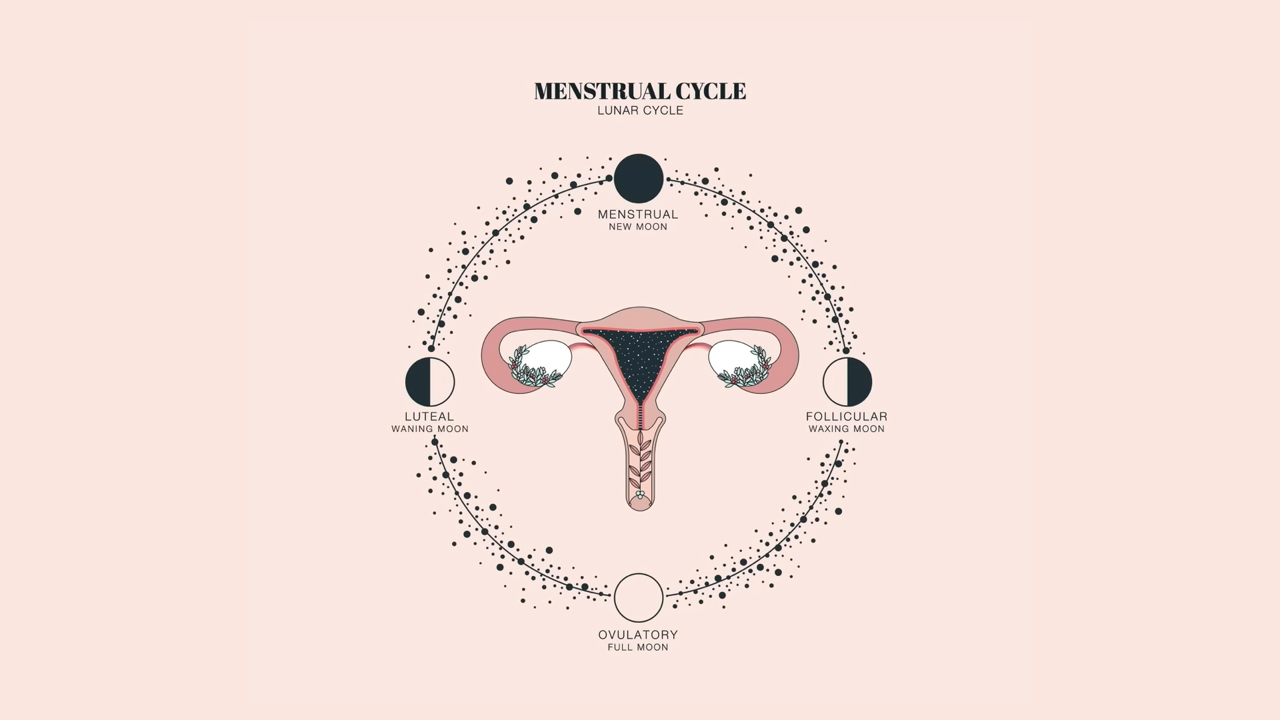 MENSTRUAL CYCLE
LUNAR CYCLE
MENSTRUAL
NEW MOON
LUTEAL
WANING MOON
FOLLICULAR
WAXING MOON
OVULATORY
FULL MOON